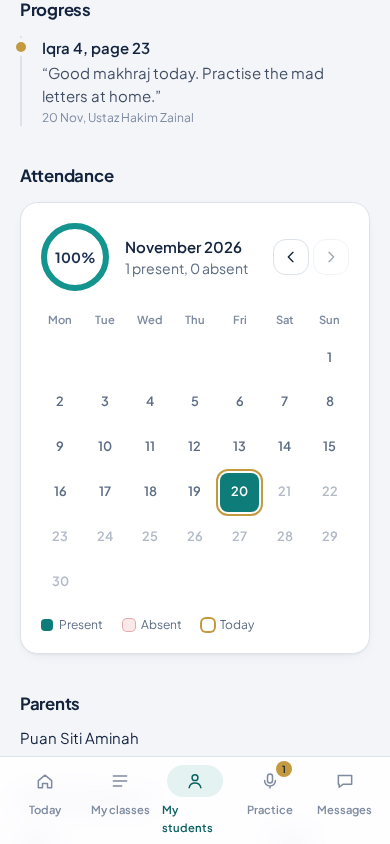 Progress
Iqra 4, page 23
“Good makhraj today. Practise the mad
letters at home.”
20 Nov, Ustaz Hakim Zainal
Attendance
100%
November 2026
1 present, 0 absent
Mon Tue Wed Thu Fri Sat Sun
1
2 3 4 5 6 7 8
9 10 11 12 13 14 15
16 17 18 19 20 21 22
23 24 25 26 27 28 29
30
Present Absent Today
Parents
Puan Siti Aminah
1
Today My classes My students Practice Messages